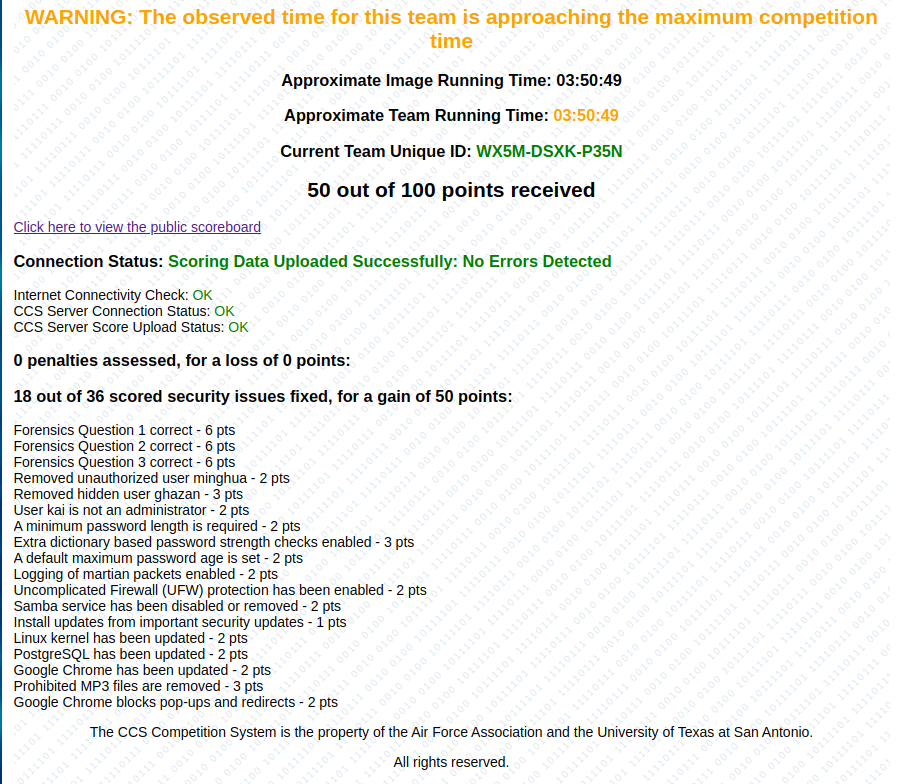 WARNING: The observed time for this team is approaching the maximum competition
time
Approximate Image Running Time: 03:50:49
Approximate Team Running Time: 03:50:49
Current Team Unique ID: WX5M-DSXK-P35N
50 out of 100 points received
Click here to view the public scoreboard
Connection Status: Scoring Data Uploaded Successfully: No Errors Detected
Internet Connectivity Check: OK
CCS Server Connection Status: OK
CCS Server Score Upload Status: OK
0 penalties assessed, for a loss of 0 points:
18 out of 36 scored security issues fixed, for a gain of 50 points:
Forensics Question 1 correct - 6 pts
Forensics Question 2 correct - 6 pts
Forensics Question 3 correct - 6 pts
Removed unauthorized user minghua - 2 pts
Removed hidden user ghazan - 3 pts
User kai is not an administrator - 2 pts
A minimum password length is required - 2 pts
Extra dictionary based password strength checks enabled - 3 pts
A default maximum password age is set - 2 pts
Logging of martian packets enabled - 2 pts
Uncomplicated Firewall (UFW) protection has been enabled - 2 pts
Samba service has been disabled or removed - 2 pts
Install updates from important security updates - 1 pts
Linux kernel has been updated - 2 pts
PostgreSQL has been updated - 2 pts
Google Chrome has been updated - 2 pts
Prohibited MP3 files are removed - 3 pts
Google Chrome blocks pop-ups and redirects - 2 pts
The CCS Competition System is the property of the Air Force Association and the University of Texas at San Antonio.
All rights reserved.